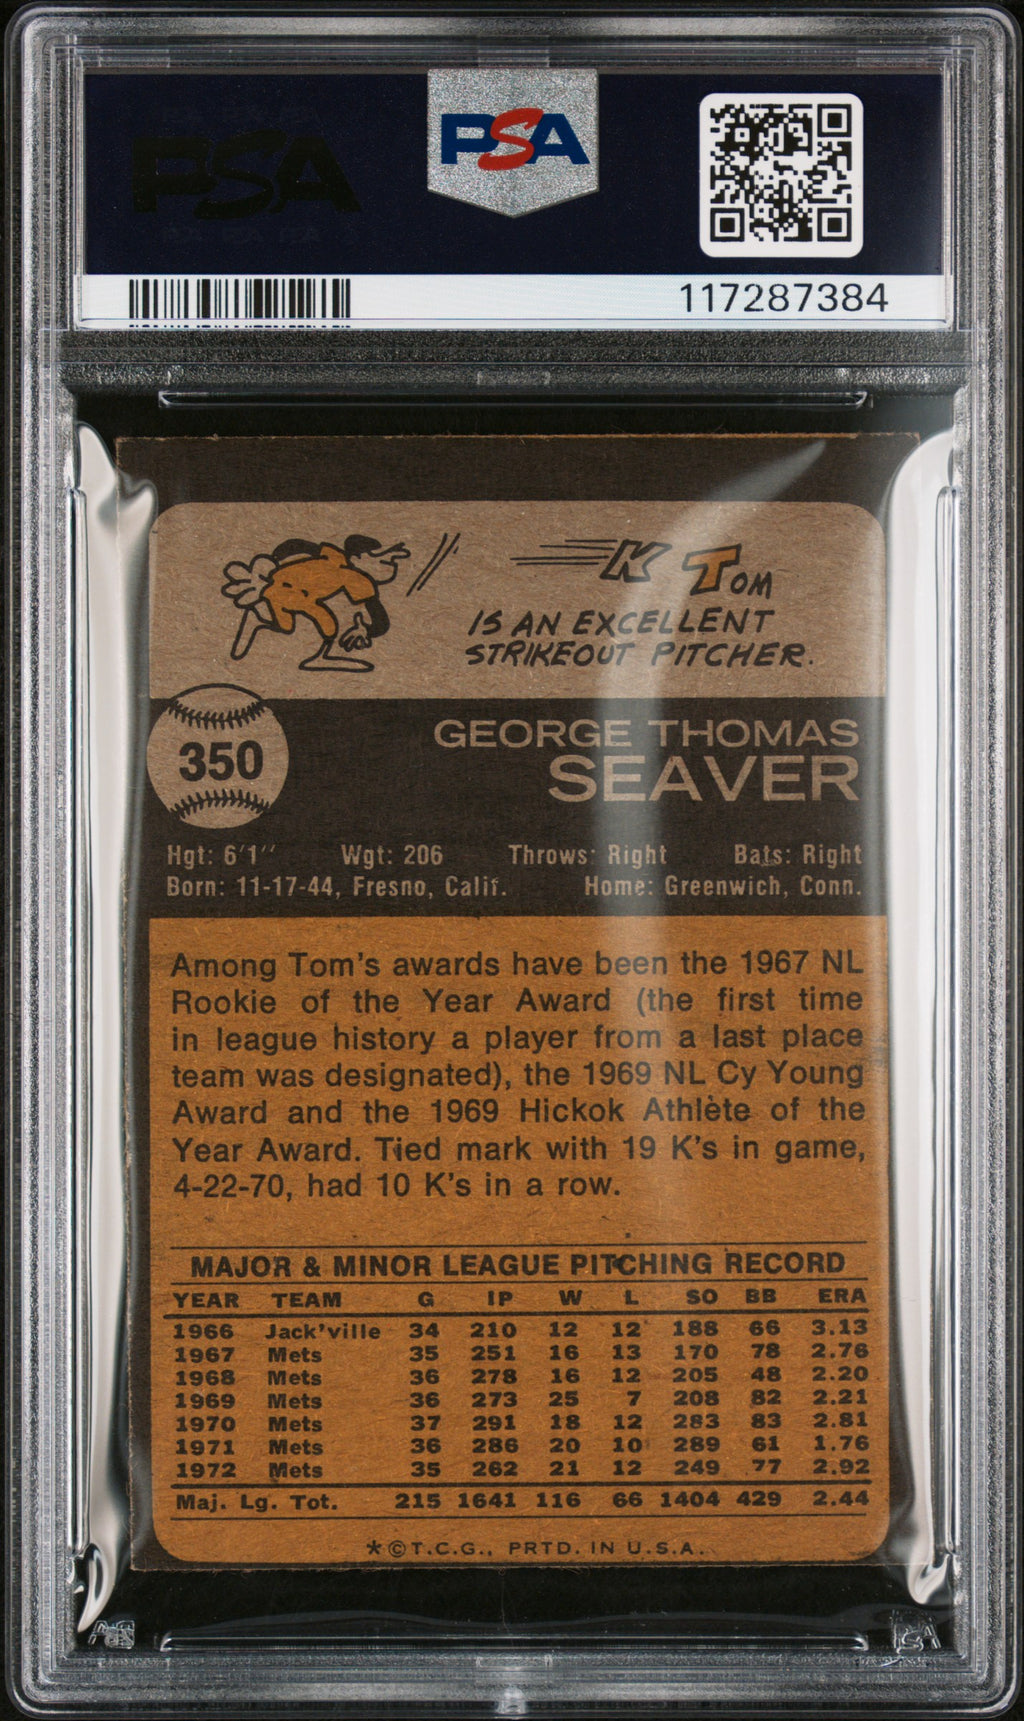 PSA
PSA
117287384
K TOM
IS AN EXCELLENT
STRIKEOUT PITCHER.
350
GEORGE THOMAS
SEAVER
Hgt: 6'1'' Wgt: 206 Throws: Right Bats: Right
Born: 11-17-44, Fresno, Calif. Home: Greenwich, Conn.
Among Tom's awards have been the 1967 NL
Rookie of the Year Award (the first time
in league history a player from a last place
team was designated), the 1969 NL Cy Young
Award and the 1969 Hickok Athlete of the
Year Award. Tied mark with 19 K's in game,
4-22-70, had 10 K's in a row.
MAJOR & MINOR LEAGUE PITCHING RECORD
YEAR TEAM G IP W L SO BB ERA
1966 Jack'ville 34 210 12 12 188 66 3.13
1967 Mets 35 251 16 13 170 78 2.76
1968 Mets 36 278 16 12 205 48 2.20
1969 Mets 36 273 25 7 208 82 2.21
1970 Mets 37 291 18 12 283 83 2.81
1971 Mets 36 286 20 10 289 61 1.76
1972 Mets 35 262 21 12 249 77 2.92
Maj. Lg. Tot. 215 1641 116 66 1404 429 2.44
*©T.C.G., PRTD. IN U.S.A.
PSA